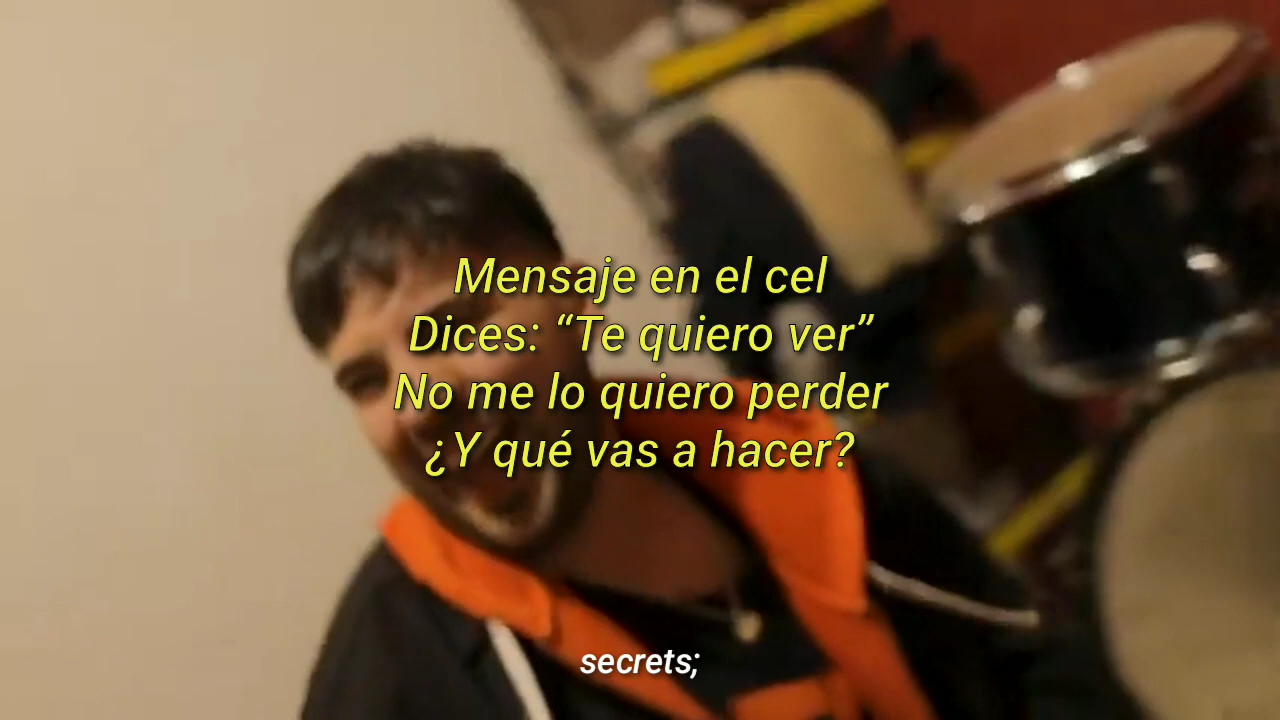 Mensaje en el cel
Dices: “Te quiero ver”
No me lo quiero perder
¿Y qué vas a hacer?
secrets;